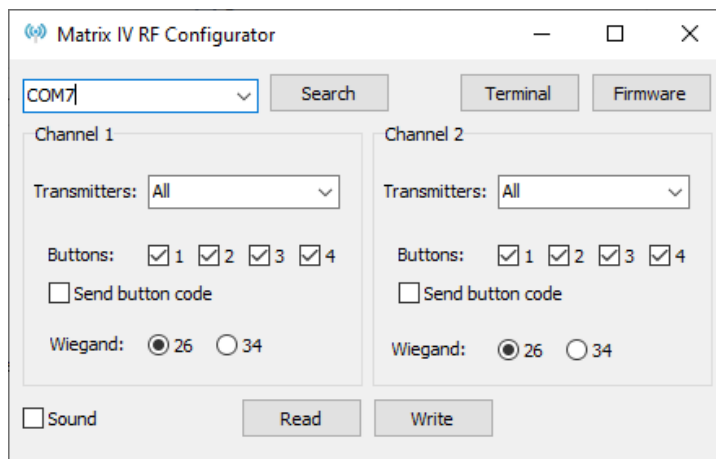 Matrix IV RF Configurator
COM7 Search Terminal Firmware
Channel 1
Transmitters: All
Buttons: 1 2 3 4
Send button code
Wiegand: 26 34
Channel 2
Transmitters: All
Buttons: 1 2 3 4
Send button code
Wiegand: 26 34
Sound Read Write